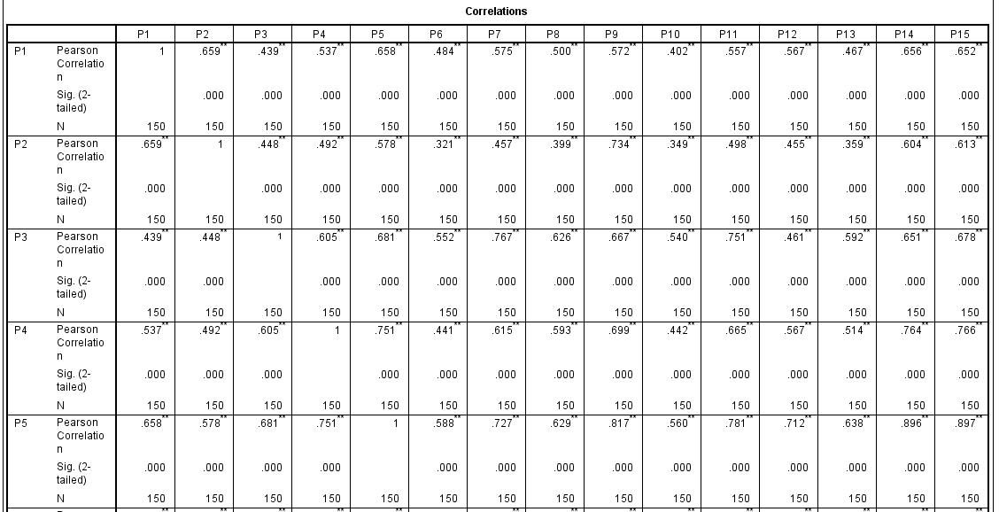 Correlations
P1 P2 P3 P4 P5 P6 P7 P8 P9 P10 P11 P12 P13 P14 P15
P1 Pearson 1 .659** .439** .537** .658** .484** .575** .500** .572** .402** .557** .567** .467** .656** .652**
Correlatio
n
Sig. (2- .000 .000 .000 .000 .000 .000 .000 .000 .000 .000 .000 .000 .000 .000
tailed)
N 150 150 150 150 150 150 150 150 150 150 150 150 150 150 150
P2 Pearson .659** 1 .448** .492** .578** .321** .457** .399** .734** .349** .498** .455** .359** .604** .613**
Correlatio
n
Sig. (2- .000 .000 .000 .000 .000 .000 .000 .000 .000 .000 .000 .000 .000 .000
tailed)
N 150 150 150 150 150 150 150 150 150 150 150 150 150 150 150
P3 Pearson .439** .448** 1 .605** .681** .552** .767** .626** .667** .540** .751** .461** .592** .651** .678**
Correlatio
n
Sig. (2- .000 .000 .000 .000 .000 .000 .000 .000 .000 .000 .000 .000 .000 .000
tailed)
N 150 150 150 150 150 150 150 150 150 150 150 150 150 150 150
P4 Pearson .537** .492** .605** 1 .751** .441** .615** .593** .699** .442** .665** .567** .514** .764** .766**
Correlatio
n
Sig. (2- .000 .000 .000 .000 .000 .000 .000 .000 .000 .000 .000 .000 .000 .000
tailed)
N 150 150 150 150 150 150 150 150 150 150 150 150 150 150 150
P5 Pearson .658** .578** .681** .751** 1 .588** .727** .629** .817** .560** .781** .712** .638** .896** .897**
Correlatio
n
Sig. (2- .000 .000 .000 .000 .000 .000 .000 .000 .000 .000 .000 .000 .000 .000
tailed)
N 150 150 150 150 150 150 150 150 150 150 150 150 150 150 150